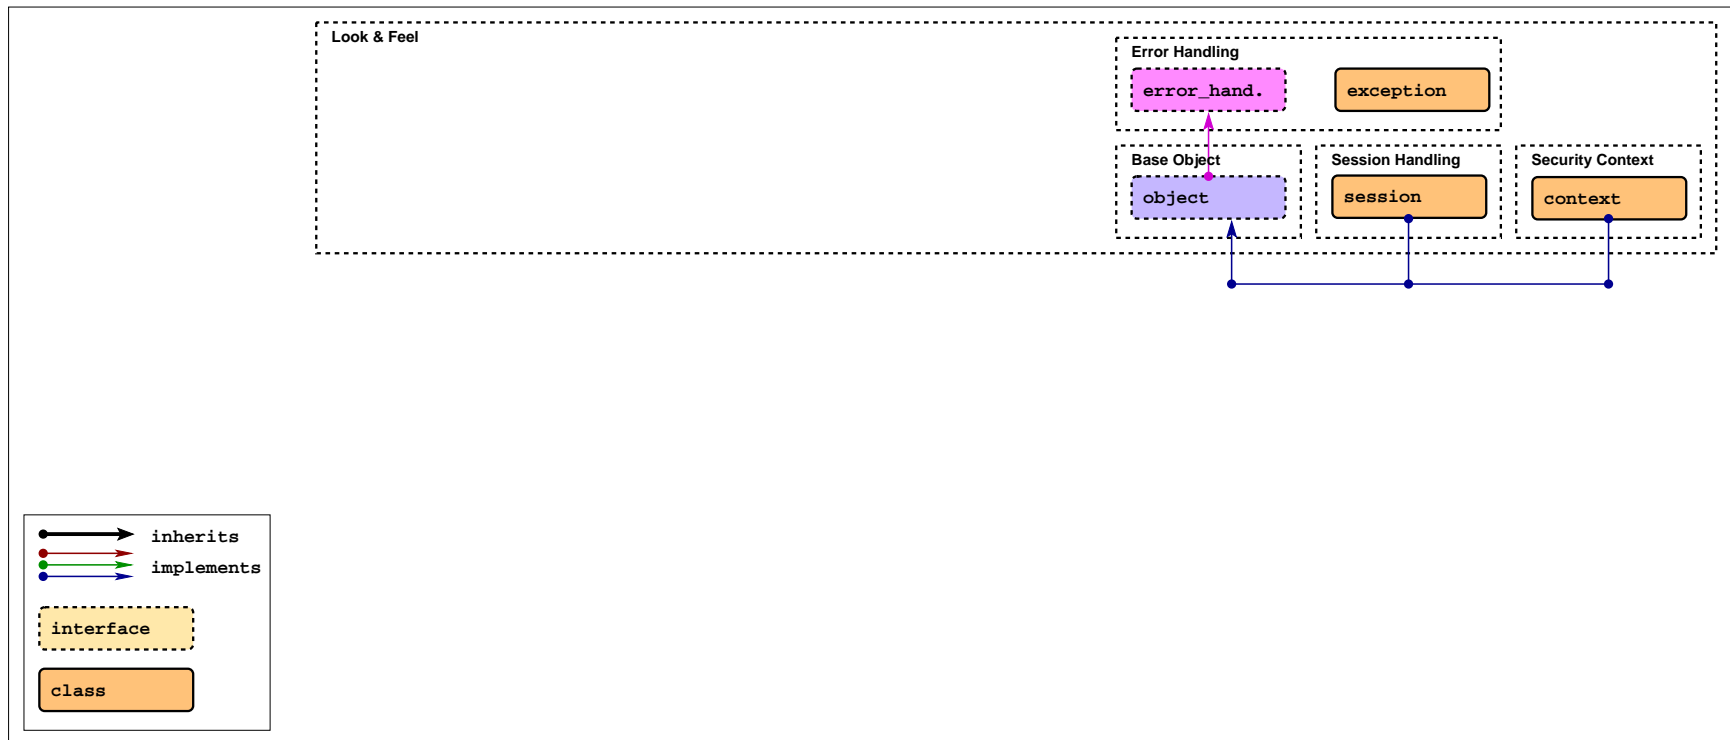 Look & Feel
Error Handling
error_hand.
exception
Base Object
Session Handling
Security Context
object
session
context
inherits
implements
interface
class